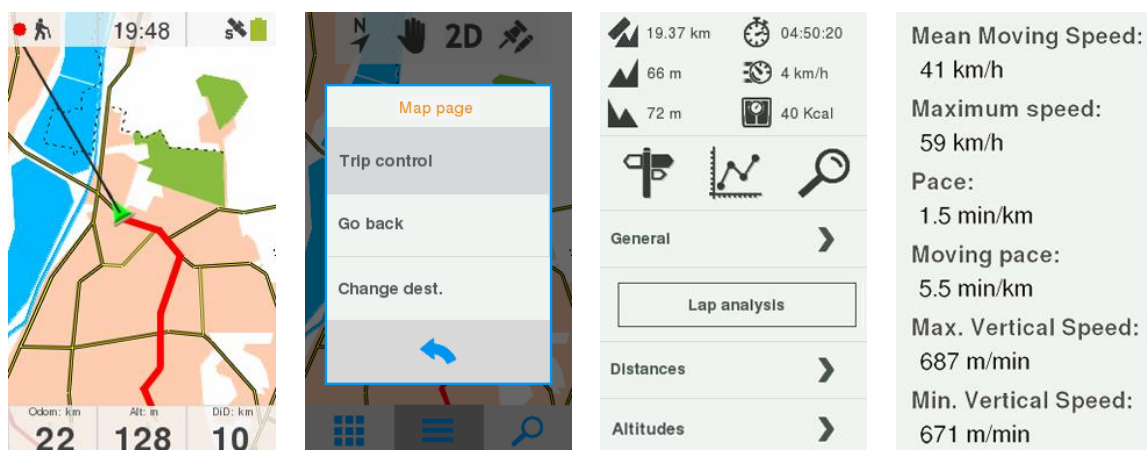 19:48
S
Odom: km
Alt: m
DiD: km
22
128
10
N
2D
Map page
Trip control
Go back
Change dest.
19.37 km
04:50:20
66 m
4 km/h
72 m
40 Kcal
General
Lap analysis
Distances
Altitudes
Mean Moving Speed:
41 km/h
Maximum speed:
59 km/h
Pace:
1.5 min/km
Moving pace:
5.5 min/km
Max. Vertical Speed:
687 m/min
Min. Vertical Speed:
671 m/min